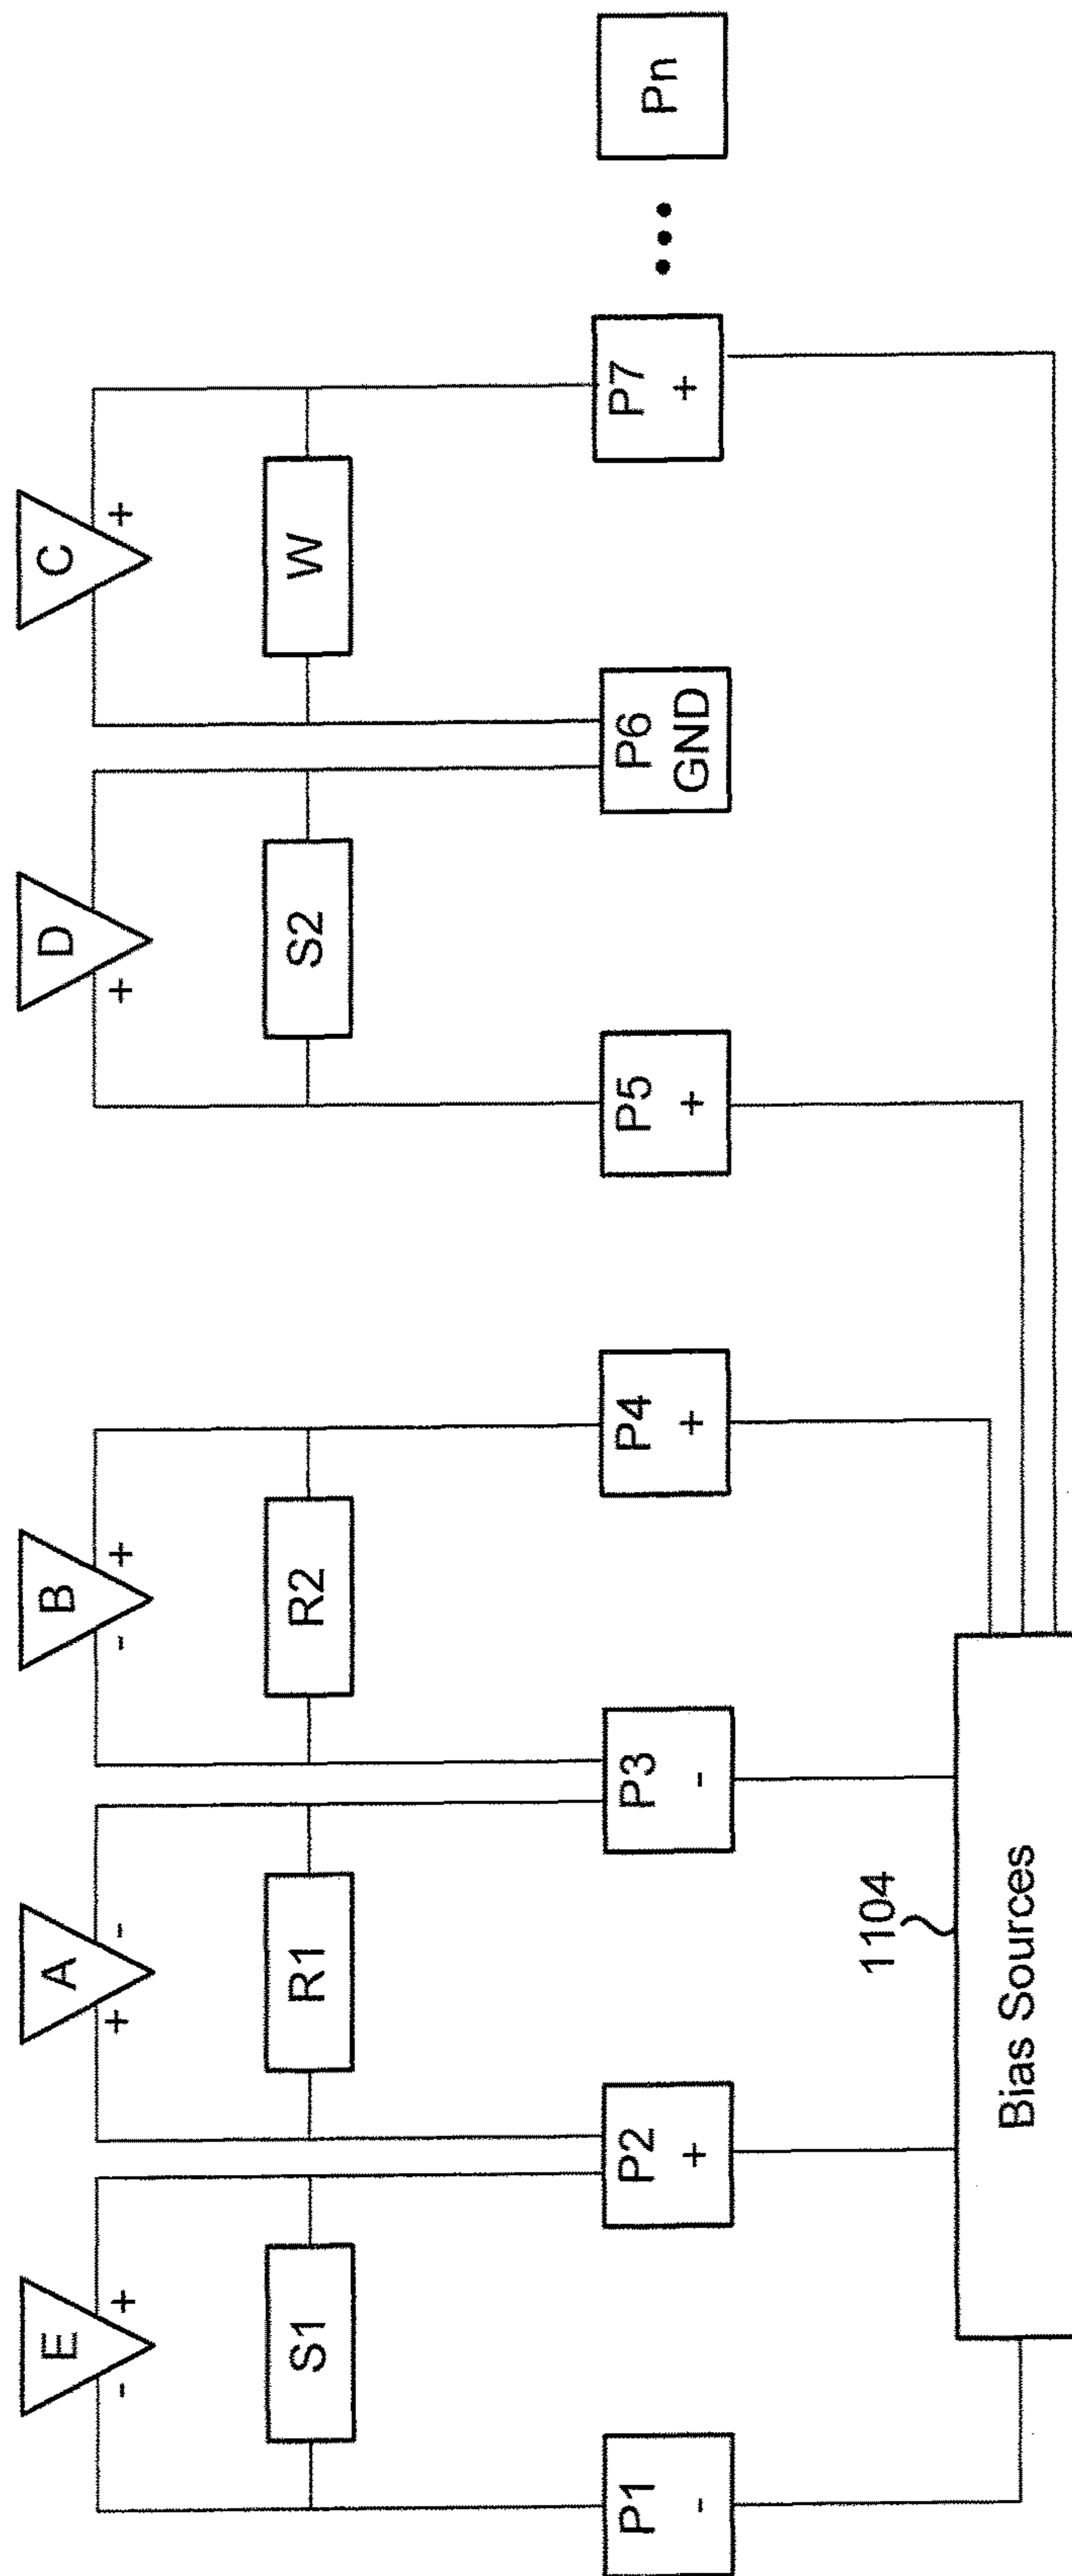 E
A
B
D
C
- +
+ -
- +
+
+
S1
R1
R2
S2
W
P1
-
P2
+
P3
-
P4
+
P5
+
P6
GND
P7
+
•••
Pn
1104
Bias Sources